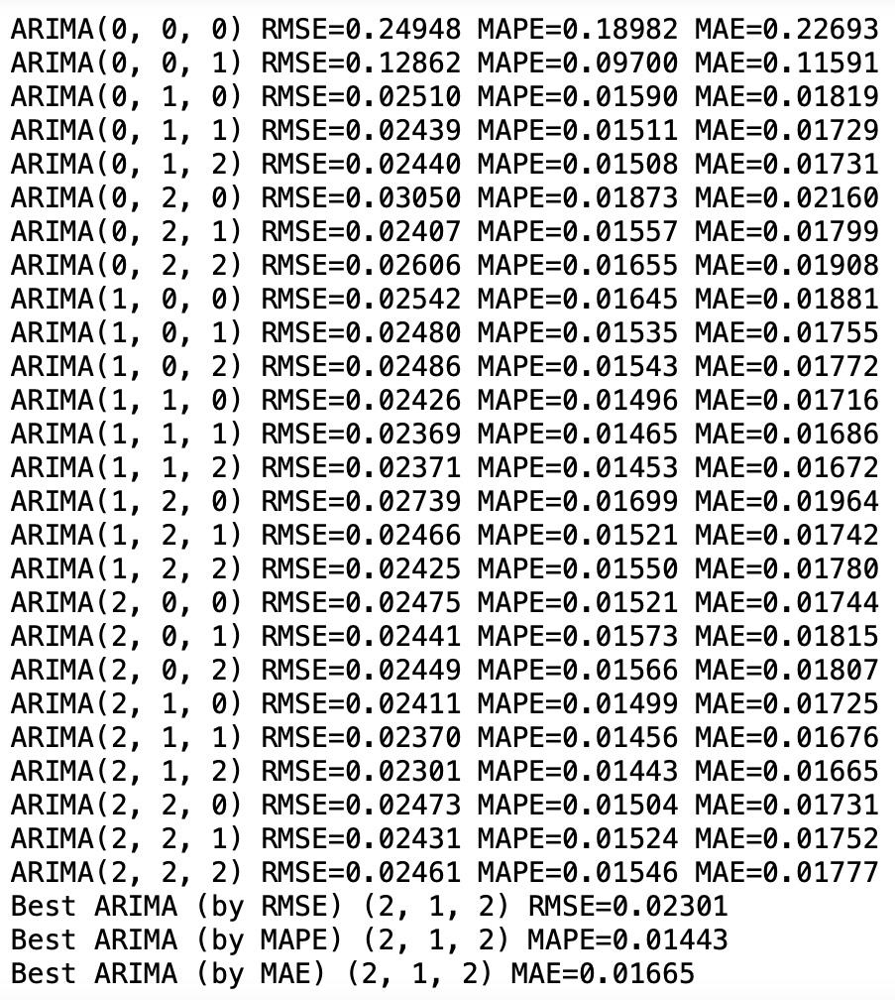 ARIMA(0, 0, 0) RMSE=0.24948 MAPE=0.18982 MAE=0.22693
ARIMA(0, 0, 1) RMSE=0.12862 MAPE=0.09700 MAE=0.11591
ARIMA(0, 1, 0) RMSE=0.02510 MAPE=0.01590 MAE=0.01819
ARIMA(0, 1, 1) RMSE=0.02439 MAPE=0.01511 MAE=0.01729
ARIMA(0, 1, 2) RMSE=0.02440 MAPE=0.01508 MAE=0.01731
ARIMA(0, 2, 0) RMSE=0.03050 MAPE=0.01873 MAE=0.02160
ARIMA(0, 2, 1) RMSE=0.02407 MAPE=0.01557 MAE=0.01799
ARIMA(0, 2, 2) RMSE=0.02606 MAPE=0.01655 MAE=0.01908
ARIMA(1, 0, 0) RMSE=0.02542 MAPE=0.01645 MAE=0.01881
ARIMA(1, 0, 1) RMSE=0.02480 MAPE=0.01535 MAE=0.01755
ARIMA(1, 0, 2) RMSE=0.02486 MAPE=0.01543 MAE=0.01772
ARIMA(1, 1, 0) RMSE=0.02426 MAPE=0.01496 MAE=0.01716
ARIMA(1, 1, 1) RMSE=0.02369 MAPE=0.01465 MAE=0.01686
ARIMA(1, 1, 2) RMSE=0.02371 MAPE=0.01453 MAE=0.01672
ARIMA(1, 2, 0) RMSE=0.02739 MAPE=0.01699 MAE=0.01964
ARIMA(1, 2, 1) RMSE=0.02466 MAPE=0.01521 MAE=0.01742
ARIMA(1, 2, 2) RMSE=0.02425 MAPE=0.01550 MAE=0.01780
ARIMA(2, 0, 0) RMSE=0.02475 MAPE=0.01521 MAE=0.01744
ARIMA(2, 0, 1) RMSE=0.02441 MAPE=0.01573 MAE=0.01815
ARIMA(2, 0, 2) RMSE=0.02449 MAPE=0.01566 MAE=0.01807
ARIMA(2, 1, 0) RMSE=0.02411 MAPE=0.01499 MAE=0.01725
ARIMA(2, 1, 1) RMSE=0.02370 MAPE=0.01456 MAE=0.01676
ARIMA(2, 1, 2) RMSE=0.02301 MAPE=0.01443 MAE=0.01665
ARIMA(2, 2, 0) RMSE=0.02473 MAPE=0.01504 MAE=0.01731
ARIMA(2, 2, 1) RMSE=0.02431 MAPE=0.01524 MAE=0.01752
ARIMA(2, 2, 2) RMSE=0.02461 MAPE=0.01546 MAE=0.01777
Best ARIMA (by RMSE) (2, 1, 2) RMSE=0.02301
Best ARIMA (by MAPE) (2, 1, 2) MAPE=0.01443
Best ARIMA (by MAE) (2, 1, 2) MAE=0.01665